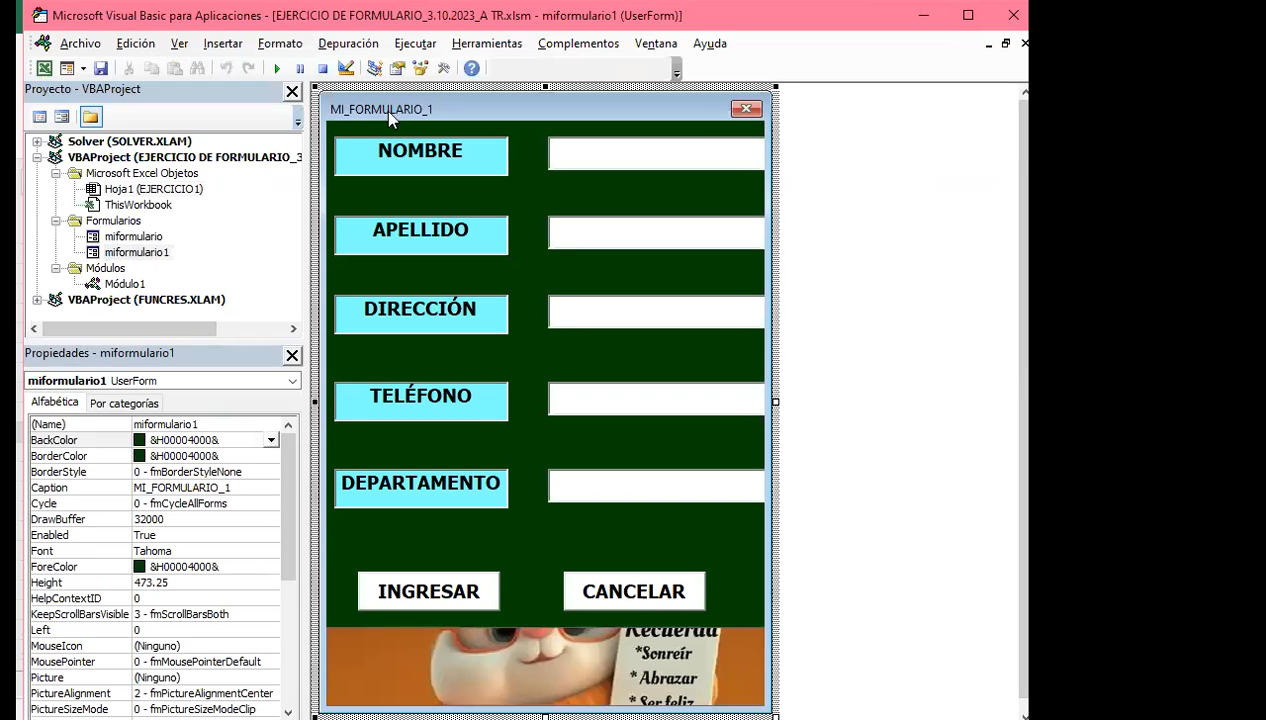 Microsoft Visual Basic para Aplicaciones - [EJERCICIO DE FORMULARIO_3.10.2023_A TR.xlsm - miformulario1 (UserForm)]
Archivo Edición Ver Insertar Formato Depuración Ejecutar Herramientas Complementos Ventana Ayuda
Proyecto - VBAProject
Solver (SOLVER.XLAM)
VBAProject (EJERCICIO DE FORMULARIO_3
Microsoft Excel Objetos
Hoja1 (EJERCICIO1)
ThisWorkbook
Formularios
miformulario
miformulario1
Módulos
Módulo1
VBAProject (FUNCRES.XLAM)
Propiedades - miformulario1
miformulario1 UserForm
Alfabética Por categorías
(Name) miformulario1
BackColor &H00004000&
BorderColor &H00004000&
BorderStyle 0 - fmBorderStyleNone
Caption MI_FORMULARIO_1
Cycle 0 - fmCycleAllForms
DrawBuffer 32000
Enabled True
Font Tahoma
ForeColor &H00004000&
Height 473.25
HelpContextID 0
KeepScrollBarsVisible 3 - fmScrollBarsBoth
Left 0
MouseIcon (Ninguno)
MousePointer 0 - fmMousePointerDefault
Picture (Ninguno)
PictureAlignment 2 - fmPictureAlignmentCenter
PictureSizeMode 0 - fmPictureSizeModeClip
MI_FORMULARIO_1
NOMBRE
APELLIDO
DIRECCIÓN
TELÉFONO
DEPARTAMENTO
INGRESAR CANCELAR
Recuerda
*Sonreír
*Abrazar
*Ser feliz